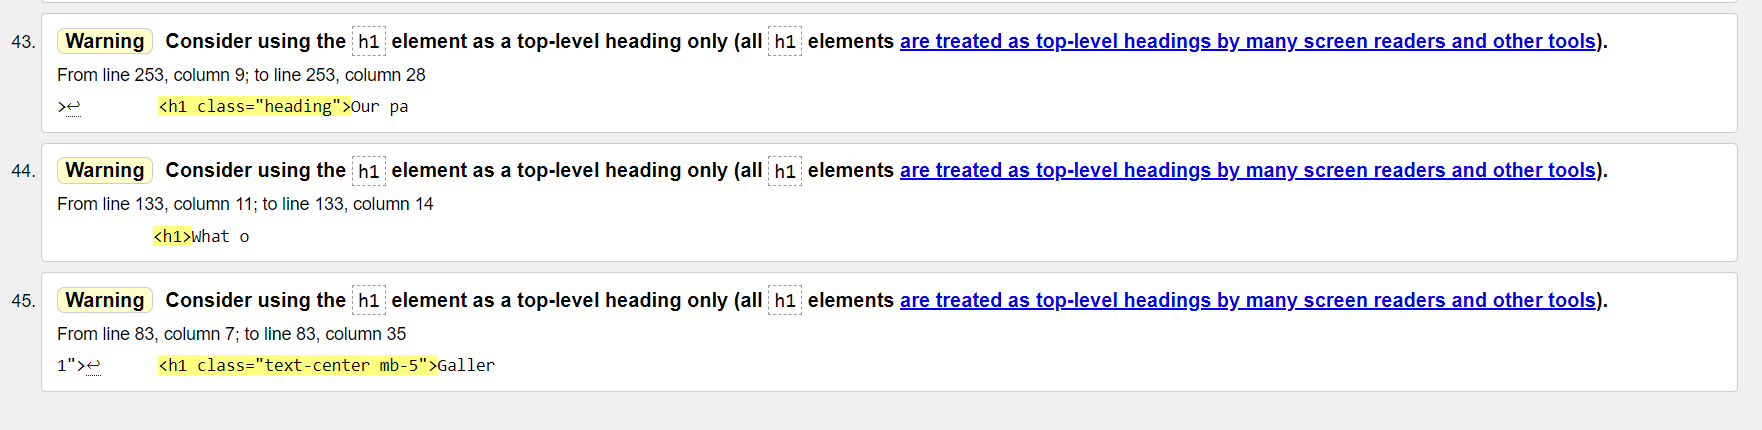 43. Warning Consider using the h1 element as a top-level heading only (all h1 elements are treated as top-level headings by many screen readers and other tools).
From line 253, column 9; to line 253, column 28
>↩ <h1 class="heading">Our pa
44. Warning Consider using the h1 element as a top-level heading only (all h1 elements are treated as top-level headings by many screen readers and other tools).
From line 133, column 11; to line 133, column 14
<h1>What o
45. Warning Consider using the h1 element as a top-level heading only (all h1 elements are treated as top-level headings by many screen readers and other tools).
From line 83, column 7; to line 83, column 35
1">↩ <h1 class="text-center mb-5">Galler